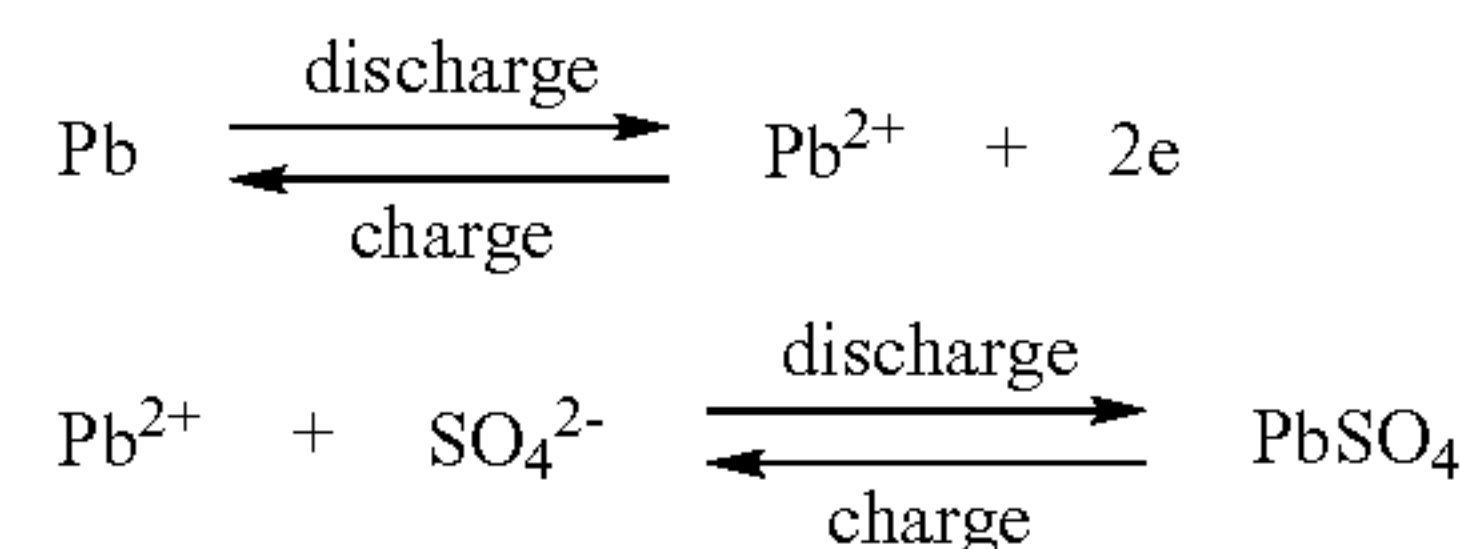 discharge
Pb ⇌ Pb²⁺ + 2e
charge
discharge
Pb²⁺ + SO₄²⁻ ⇌ PbSO₄
charge